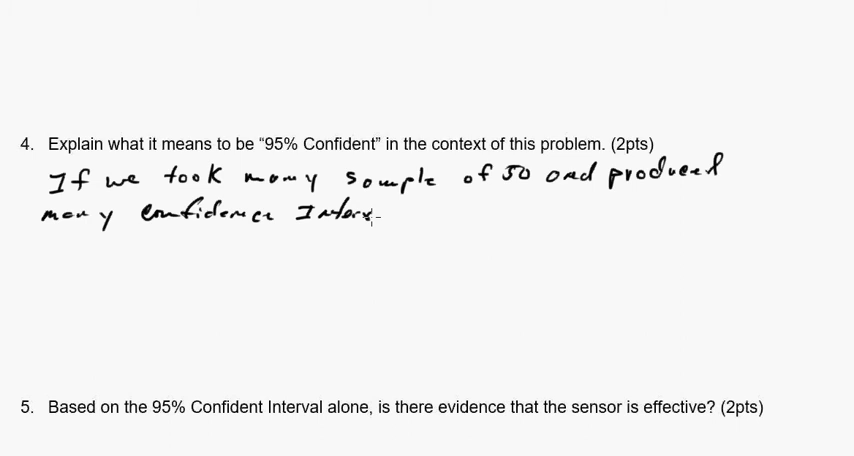 4. Explain what it means to be “95% Confident” in the context of this problem. (2pts)
If we took many sample of 50 and produced
many confidence Interv-
5. Based on the 95% Confident Interval alone, is there evidence that the sensor is effective? (2pts)